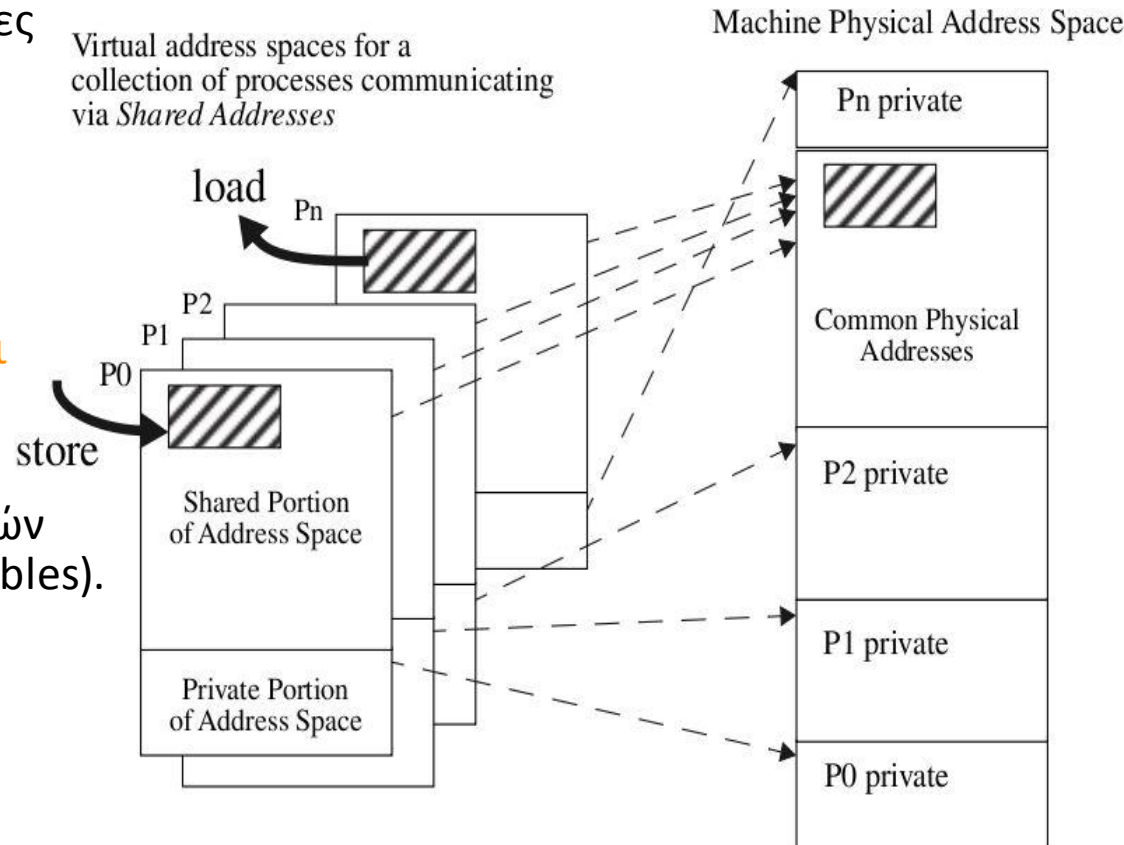 ες
Virtual address spaces for a
collection of processes communicating
via Shared Addresses
Machine Physical Address Space
load
Pn
P2
P1
P0
ι
store
ών
bles).
Shared Portion
of Address Space
Private Portion
of Address Space
Pn private
Common Physical
Addresses
P2 private
P1 private
P0 private